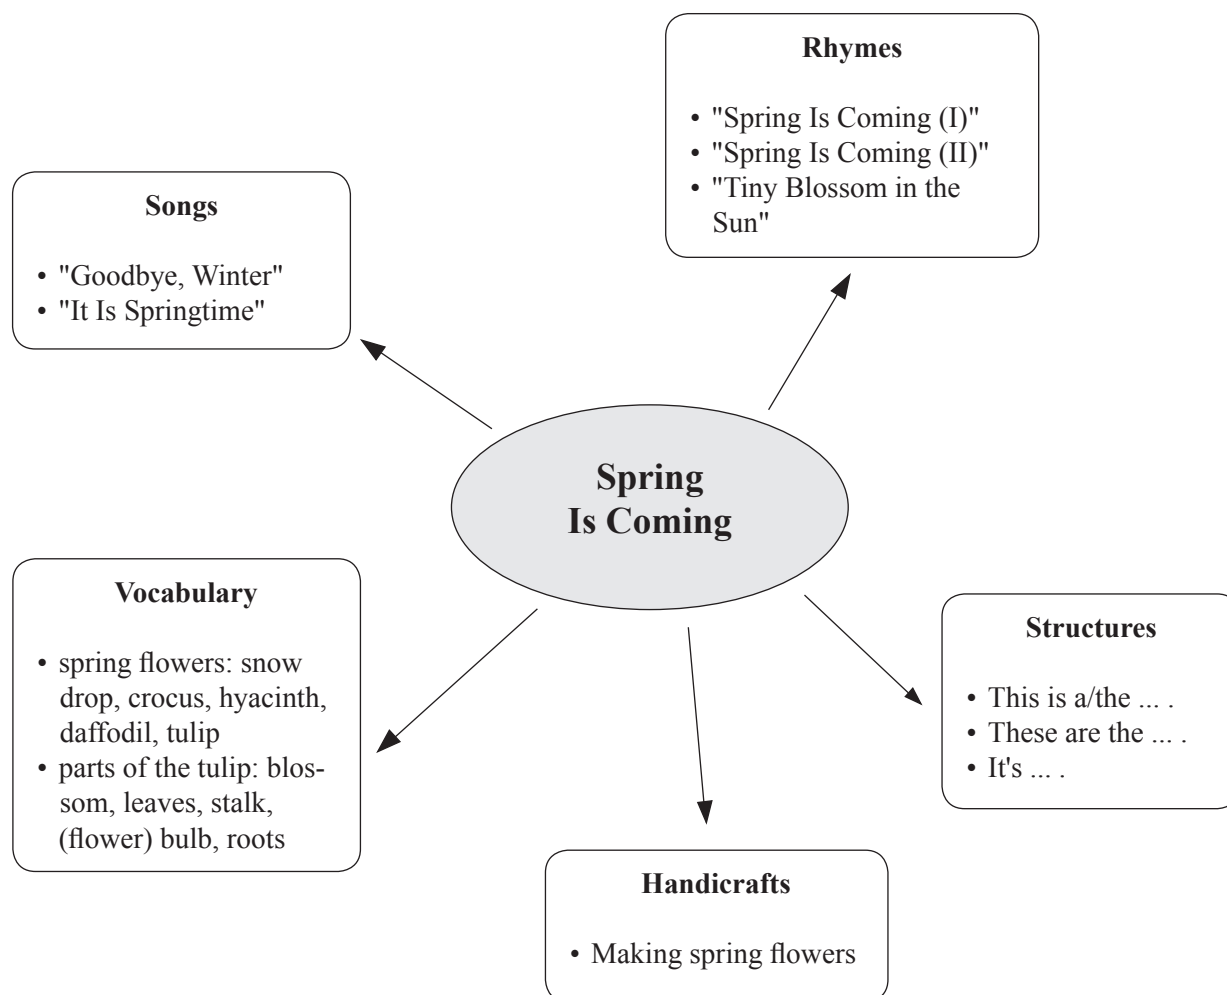 Rhymes
• "Spring Is Coming (I)"
• "Spring Is Coming (II)"
• "Tiny Blossom in the
Sun"
Songs
• "Goodbye, Winter"
• "It Is Springtime"
Spring
Is Coming
Vocabulary
• spring flowers: snow
drop, crocus, hyacinth,
daffodil, tulip
• parts of the tulip: blos-
som, leaves, stalk,
(flower) bulb, roots
Structures
• This is a/the ... .
• These are the ... .
• It's ... .
Handicrafts
• Making spring flowers